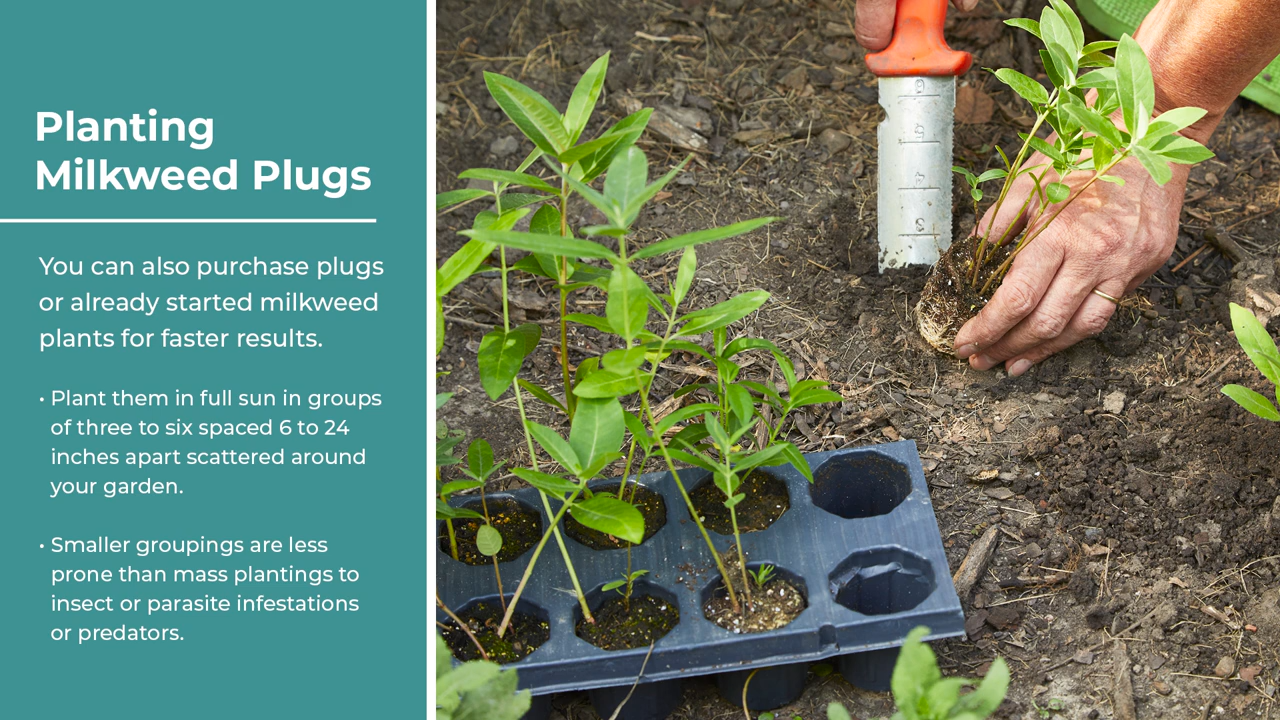 Planting
Milkweed Plugs
You can also purchase plugs
or already started milkweed
plants for faster results.
• Plant them in full sun in groups
of three to six spaced 6 to 24
inches apart scattered around
your garden.
• Smaller groupings are less
prone than mass plantings to
insect or parasite infestations
or predators.